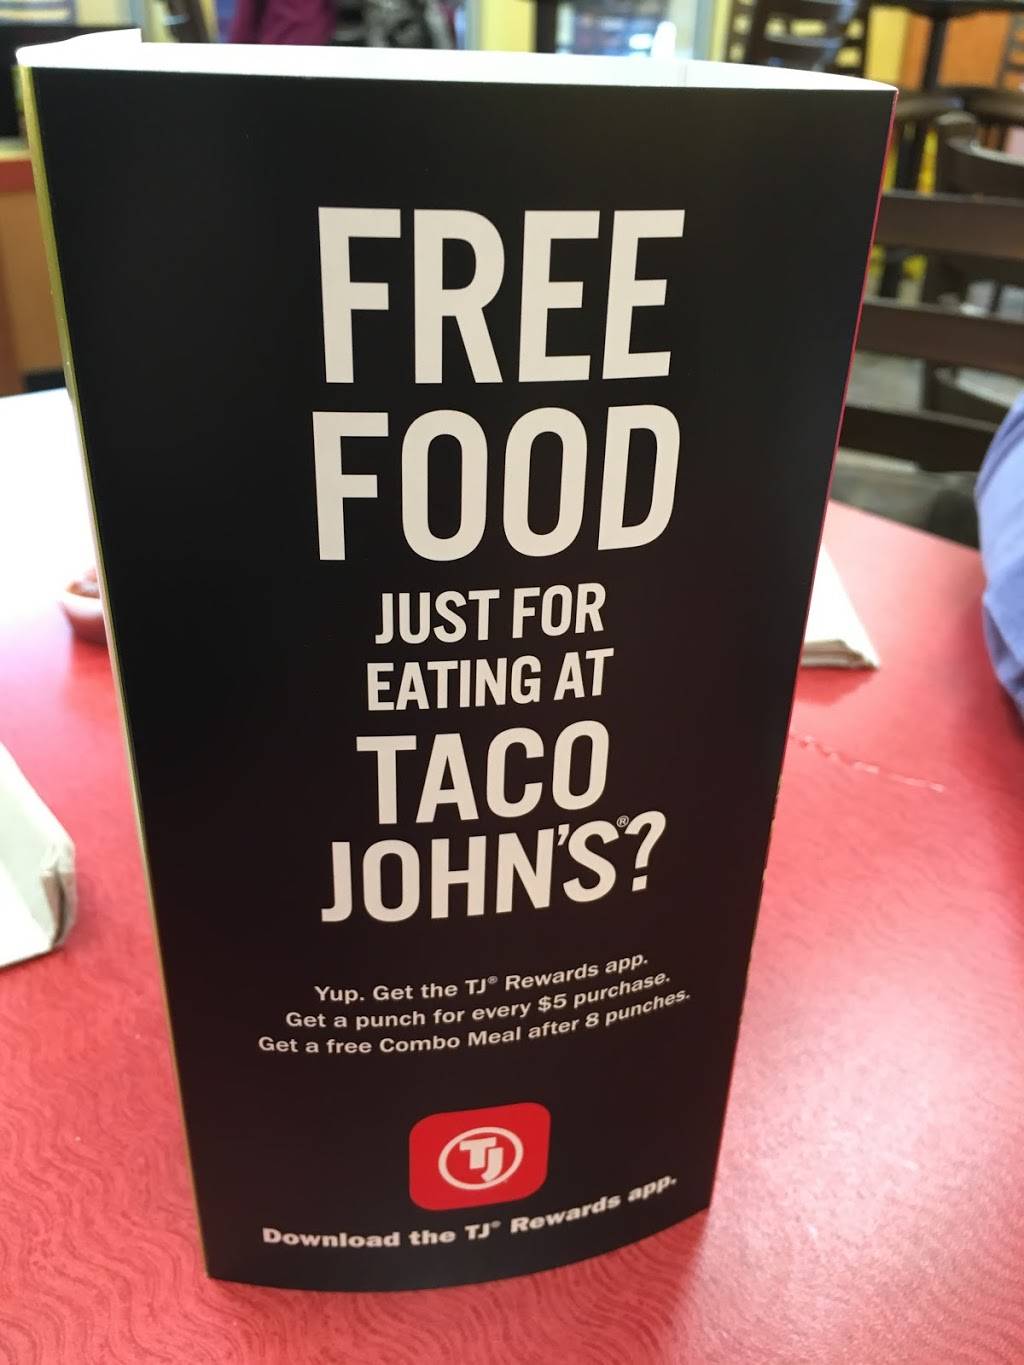 FREE
FOOD
JUST FOR
EATING AT
TACO
JOHN'S®?
Yup. Get the TJ® Rewards app.
Get a punch for every $5 purchase.
Get a free Combo Meal after 8 punches.
TJ
Download the TJ® Rewards app.